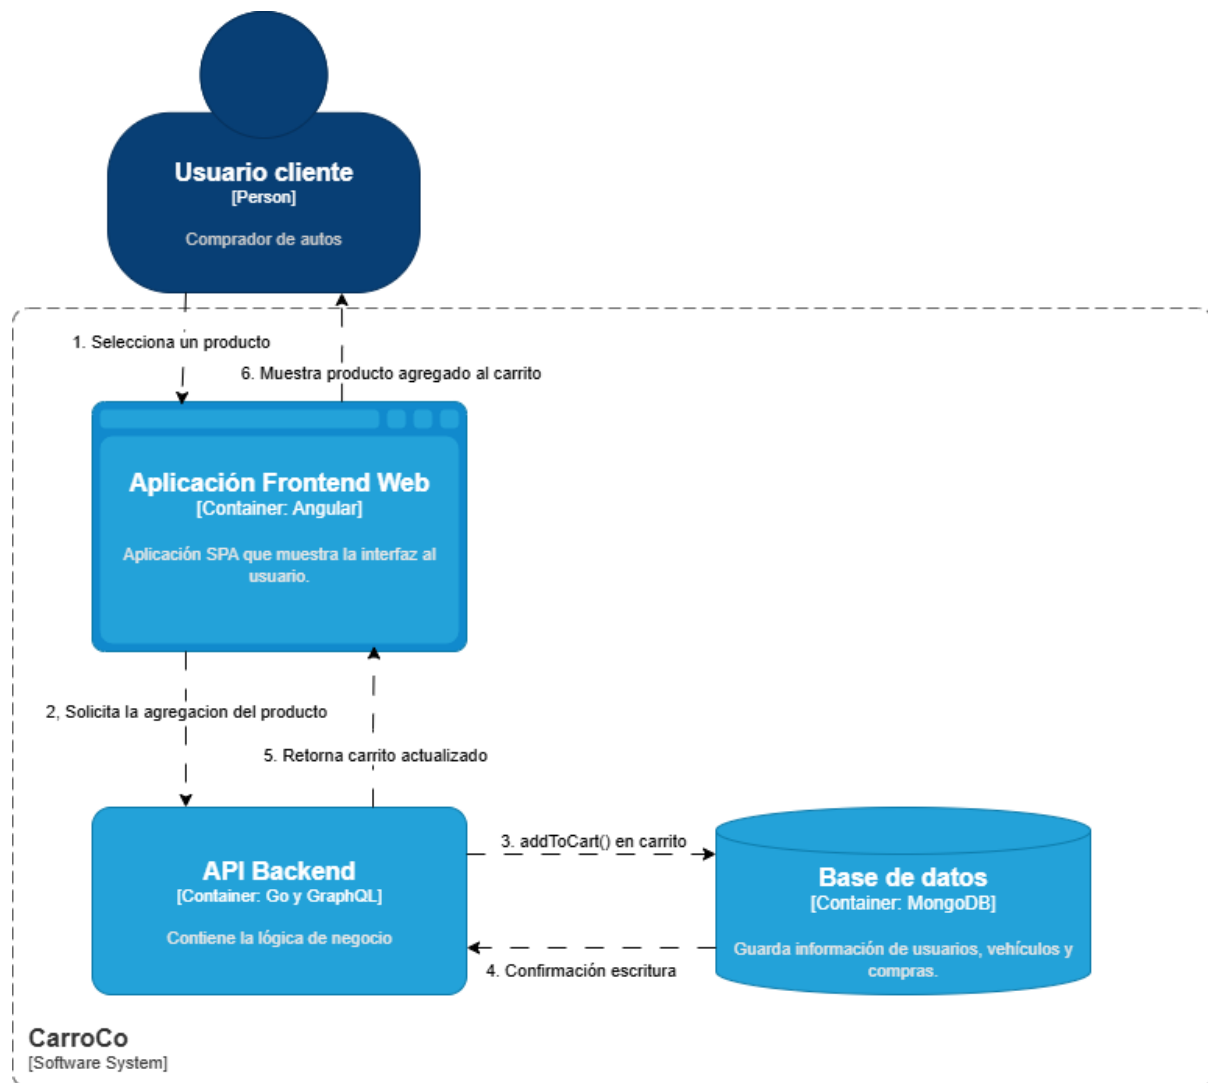 Usuario cliente
[Person]
Comprador de autos
1. Selecciona un producto
6. Muestra producto agregado al carrito
Aplicación Frontend Web
[Container: Angular]
Aplicación SPA que muestra la interfaz al
usuario.
2, Solicita la agregacion del producto
5. Retorna carrito actualizado
API Backend
[Container: Go y GraphQL]
Contiene la lógica de negocio
3. addToCart() en carrito
4. Confirmación escritura
Base de datos
[Container: MongoDB]
Guarda información de usuarios, vehículos y
compras.
CarroCo
[Software System]